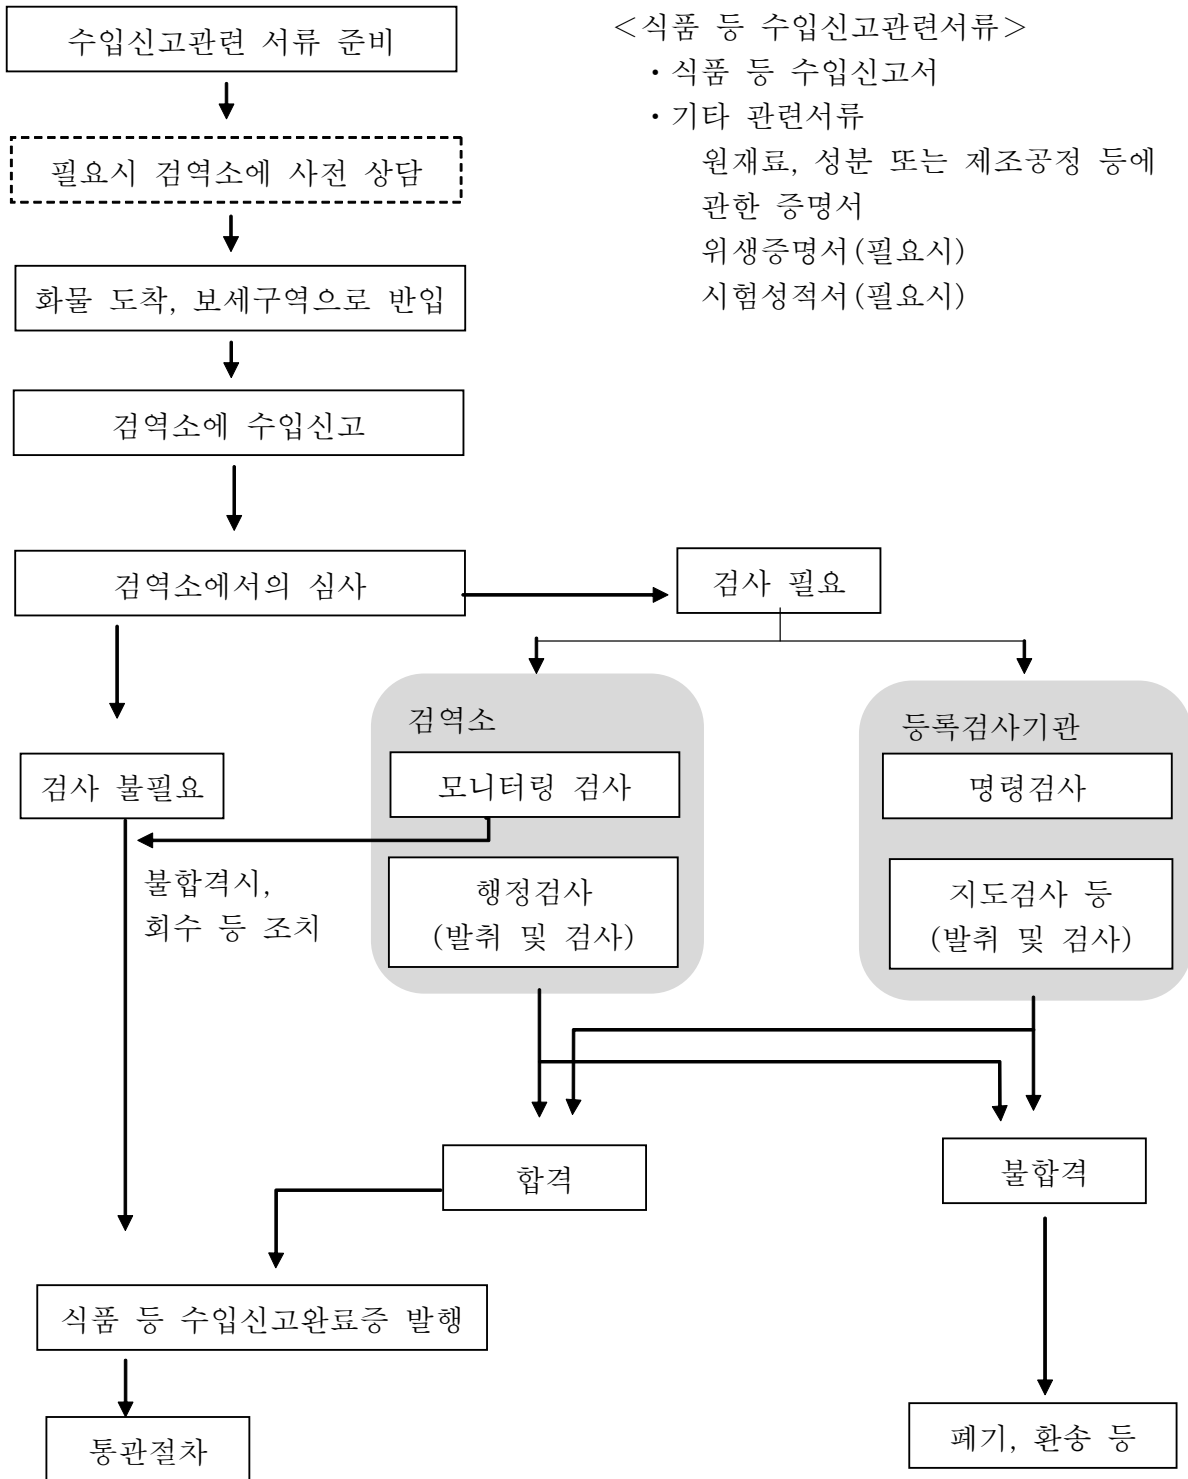 수입신고관련 서류 준비
<식품 등 수입신고관련서류>
・식품 등 수입신고서
・기타 관련서류
원재료, 성분 또는 제조공정 등에
관한 증명서
위생증명서(필요시)
시험성적서(필요시)
필요시 검역소에 사전 상담
화물 도착, 보세구역으로 반입
검역소에 수입신고
검역소에서의 심사
검사 필요
검역소
등록검사기관
검사 불필요
모니터링 검사
명령검사
불합격시,
회수 등 조치
행정검사
(발취 및 검사)
지도검사 등
(발취 및 검사)
합격
불합격
식품 등 수입신고완료증 발행
통관절차
폐기, 환송 등